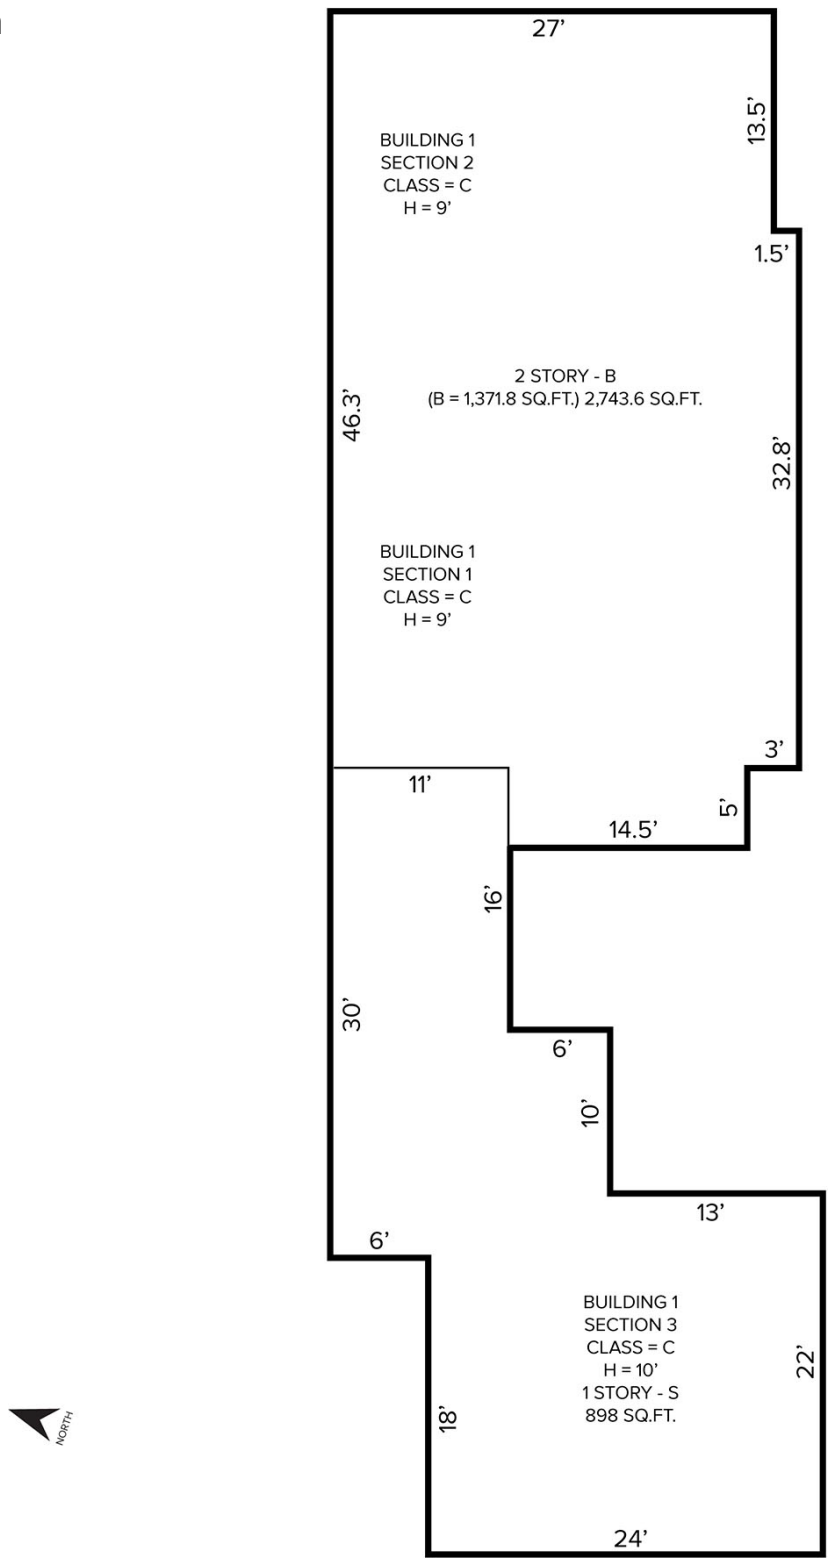 27’
13.5’
BUILDING 1
SECTION 2
CLASS = C
H = 9’
1.5’
2 STORY - B
(B = 1,371.8 SQ.FT.) 2,743.6 SQ.FT.
46.3’
32.8’
BUILDING 1
SECTION 1
CLASS = C
H = 9’
3’
11’
5’
14.5’
16’
30’
6’
10’
13’
6’
BUILDING 1
SECTION 3
CLASS = C
H = 10’
1 STORY - S
898 SQ.FT.
22’
18’
NORTH
24’